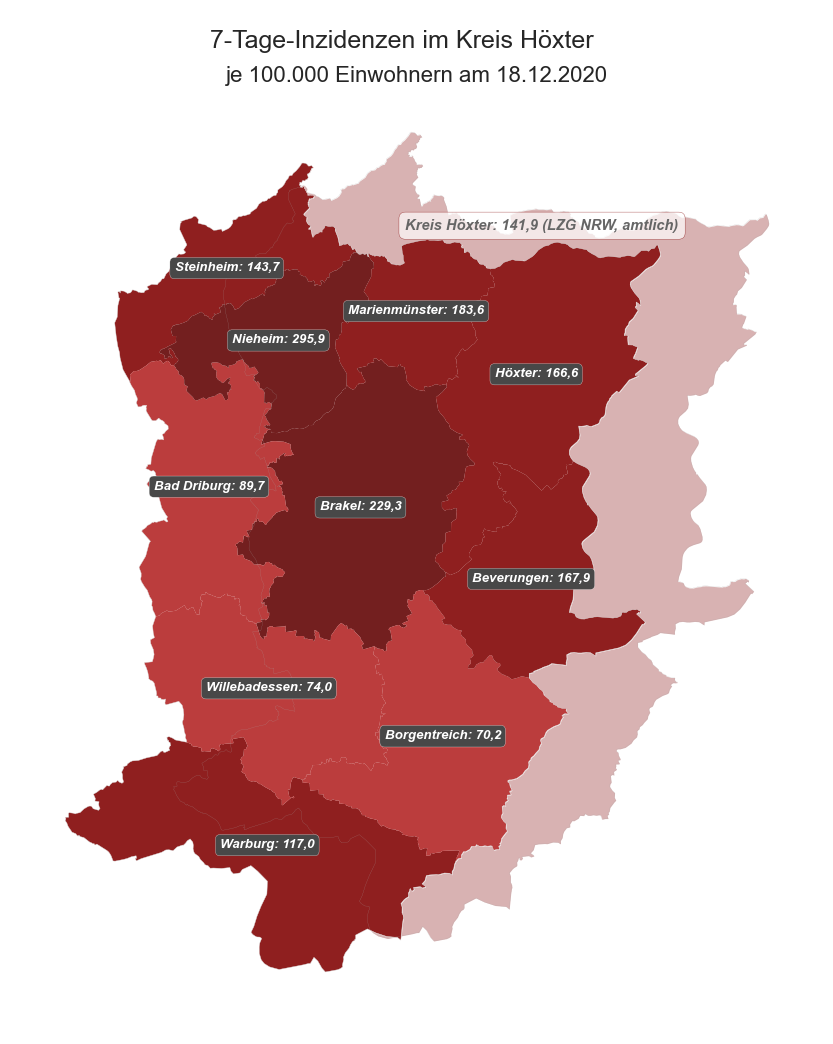 7-Tage-Inzidenzen im Kreis Höxter
je 100.000 Einwohnern am 18.12.2020
Kreis Höxter: 141,9 (LZG NRW, amtlich)
Steinheim: 143,7
Marienmünster: 183,6
Nieheim: 295,9
Höxter: 166,6
Bad Driburg: 89,7
Brakel: 229,3
Beverungen: 167,9
Willebadessen: 74,0
Borgentreich: 70,2
Warburg: 117,0